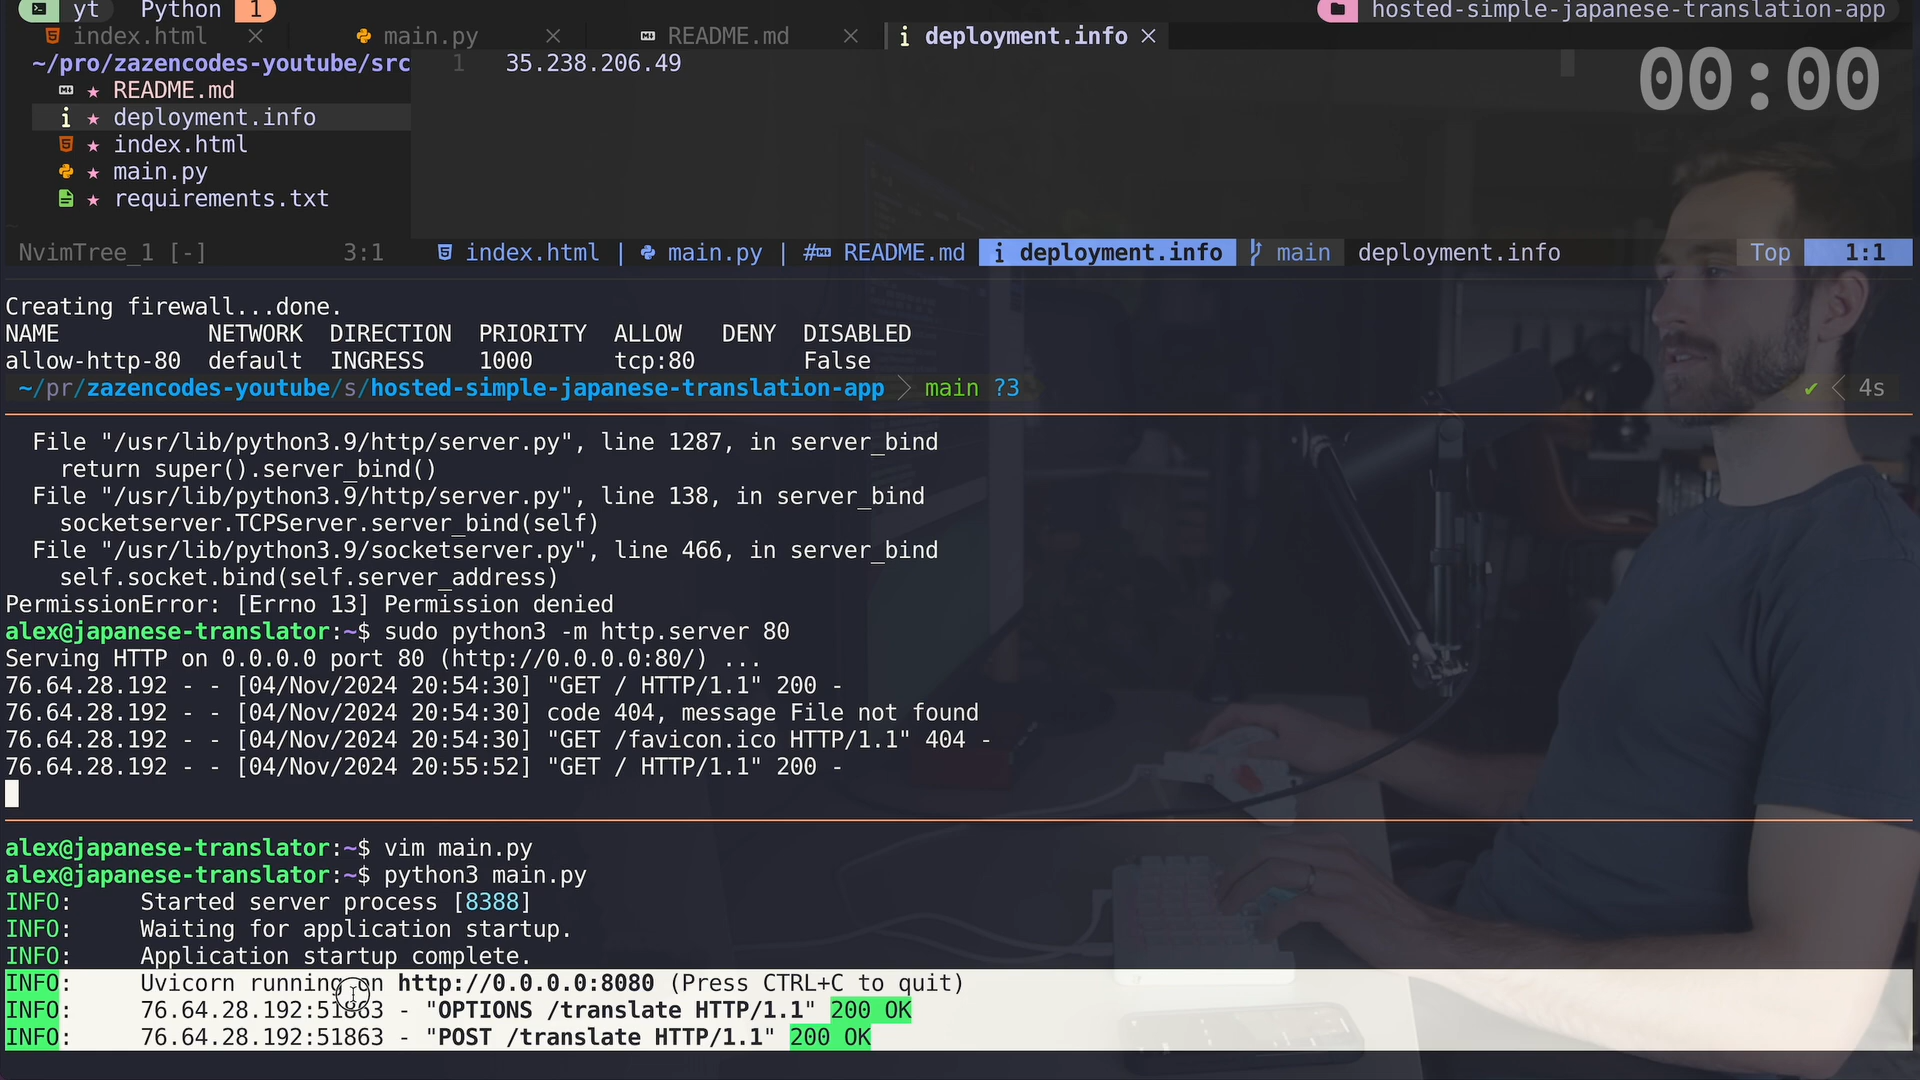 yt Python 1 hosted-simple-japanese-translation-app
index.html × main.py × README.md × i deployment.info ×
~/pro/zazencodes-youtube/src 1 35.238.206.49
00:00
★ README.md
i ★ deployment.info
★ index.html
★ main.py
★ requirements.txt
NvimTree_1 [-] 3:1 index.html | main.py | # README.md i deployment.info main deployment.info Top 1:1
Creating firewall...done.
NAME NETWORK DIRECTION PRIORITY ALLOW DENY DISABLED
allow-http-80 default INGRESS 1000 tcp:80 False
~/pr/zazencodes-youtube/s/hosted-simple-japanese-translation-app main ?3 ✔ 4s
File "/usr/lib/python3.9/http/server.py", line 1287, in server_bind
return super().server_bind()
File "/usr/lib/python3.9/http/server.py", line 138, in server_bind
socketserver.TCPServer.server_bind(self)
File "/usr/lib/python3.9/socketserver.py", line 466, in server_bind
self.socket.bind(self.server_address)
PermissionError: [Errno 13] Permission denied
alex@japanese-translator:~$ sudo python3 -m http.server 80
Serving HTTP on 0.0.0.0 port 80 (http://0.0.0.0:80/) ...
76.64.28.192 - - [04/Nov/2024 20:54:30] "GET / HTTP/1.1" 200 -
76.64.28.192 - - [04/Nov/2024 20:54:30] code 404, message File not found
76.64.28.192 - - [04/Nov/2024 20:54:30] "GET /favicon.ico HTTP/1.1" 404 -
76.64.28.192 - - [04/Nov/2024 20:55:52] "GET / HTTP/1.1" 200 -
alex@japanese-translator:~$ vim main.py
alex@japanese-translator:~$ python3 main.py
INFO: Started server process [8388]
INFO: Waiting for application startup.
INFO: Application startup complete.
INFO: Uvicorn running on http://0.0.0.0:8080 (Press CTRL+C to quit)
INFO: 76.64.28.192:51863 - "OPTIONS /translate HTTP/1.1" 200 OK
INFO: 76.64.28.192:51863 - "POST /translate HTTP/1.1" 200 OK